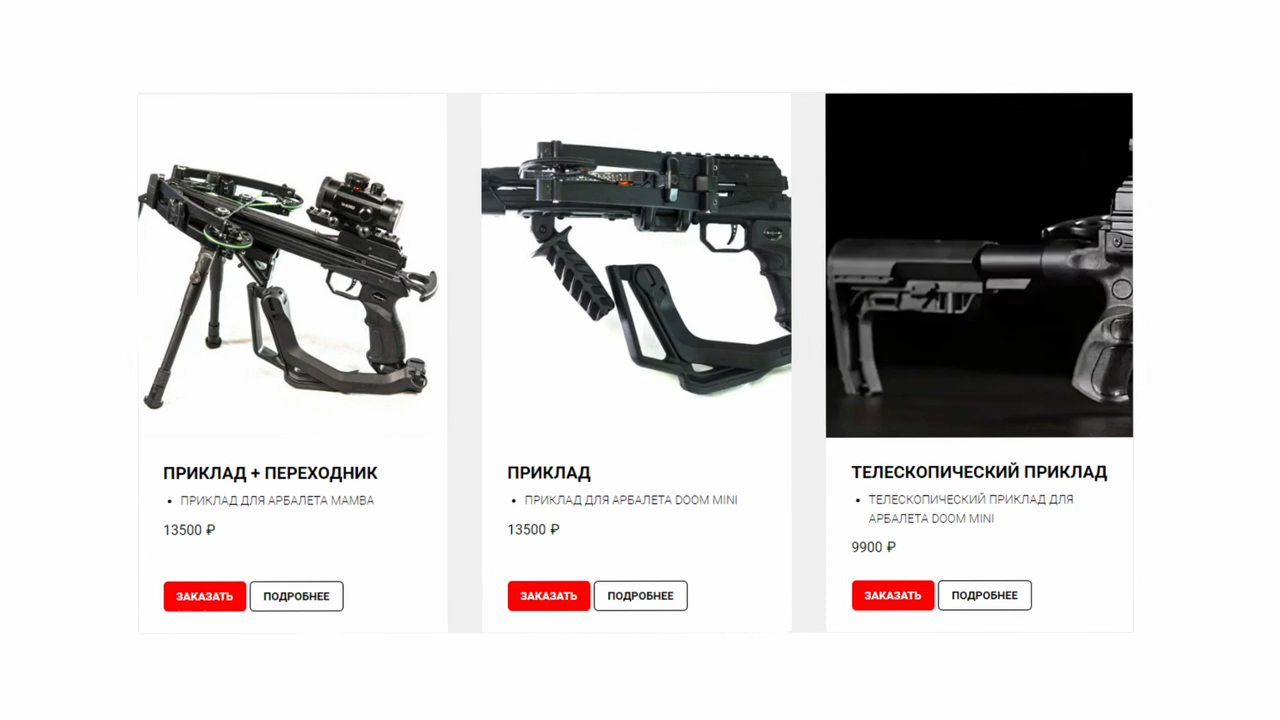 ПРИКЛАД + ПЕРЕХОДНИК
ПРИКЛАД ДЛЯ АРБАЛЕТА MAMBA
13500 ₽
ЗАКАЗАТЬ ПОДРОБНЕЕ
ПРИКЛАД
ПРИКЛАД ДЛЯ АРБАЛЕТА DOOM MINI
13500 ₽
ЗАКАЗАТЬ ПОДРОБНЕЕ
ТЕЛЕСКОПИЧЕСКИЙ ПРИКЛАД
ТЕЛЕСКОПИЧЕСКИЙ ПРИКЛАД ДЛЯ
АРБАЛЕТА DOOM MINI
9900 ₽
ЗАКАЗАТЬ ПОДРОБНЕЕ